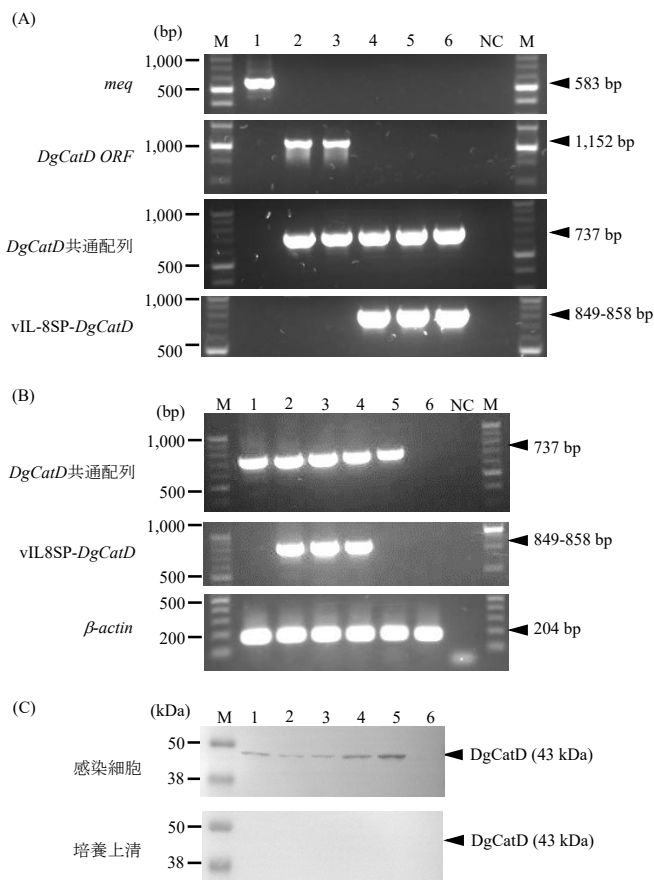 (A)
(bp) M 1 2 3 4 5 6 NC M
1,000
meq
500
583 bp
DgCatD ORF
1,000
1,152 bp
1,000
DgCatD共通配列
737 bp
500
1,000
vIL-8SP-DgCatD
849-858 bp
500
(B)
(bp) M 1 2 3 4 5 6 NC M
1,000
DgCatD共通配列
737 bp
500
1,000
vIL8SP-DgCatD
849-858 bp
500
500
β-actin
200
204 bp
(C)
(kDa) M 1 2 3 4 5 6
50
感染細胞
DgCatD (43 kDa)
38
50
培養上清
DgCatD (43 kDa)
38